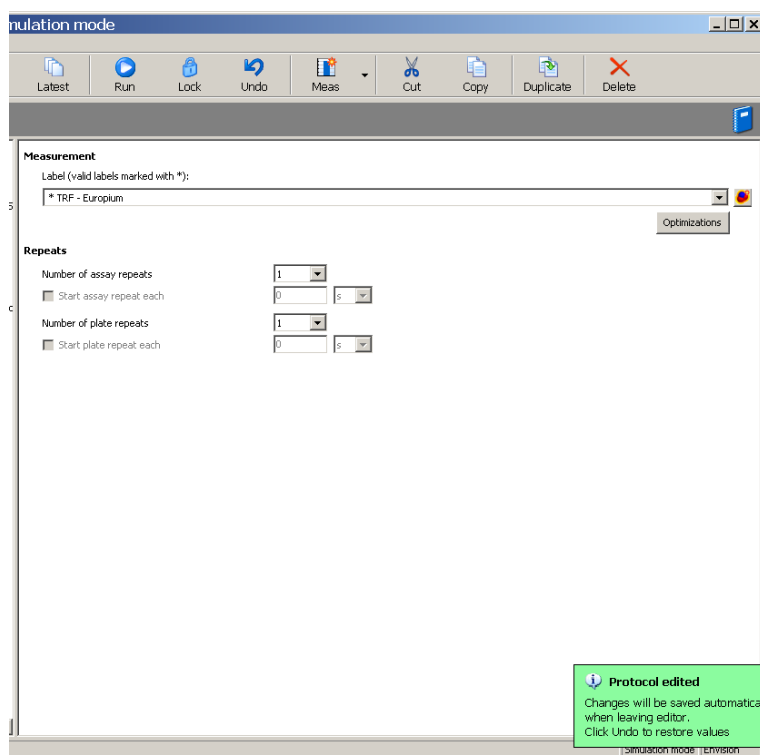 mulation mode
Latest Run Lock Undo Meas Cut Copy Duplicate Delete
Measurement
Label (valid labels marked with *):
* TRF - Europium
Optimizations
Repeats
Number of assay repeats 1
Start assay repeat each 0 s
Number of plate repeats 1
Start plate repeat each 0 s
Protocol edited
Changes will be saved automatica
when leaving editor.
Click Undo to restore values
Simulation mode Envision